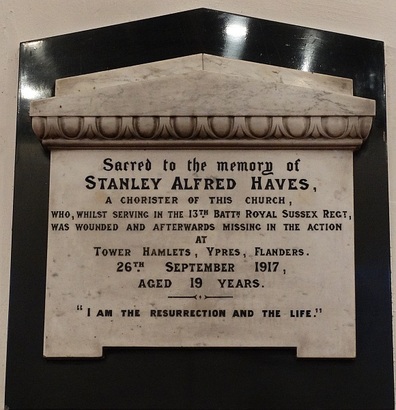 Sacred to the memory of
STANLEY ALFRED HAVES,
A CHORISTER OF THIS CHURCH,
WHO, WHILST SERVING IN THE 13TH BATTN ROYAL SUSSEX REGT,
WAS WOUNDED AND AFTERWARDS MISSING IN THE ACTION
AT
TOWER HAMLETS, YPRES, FLANDERS.
26TH SEPTEMBER 1917,
AGED 19 YEARS.
"I AM THE RESURRECTION AND THE LIFE."